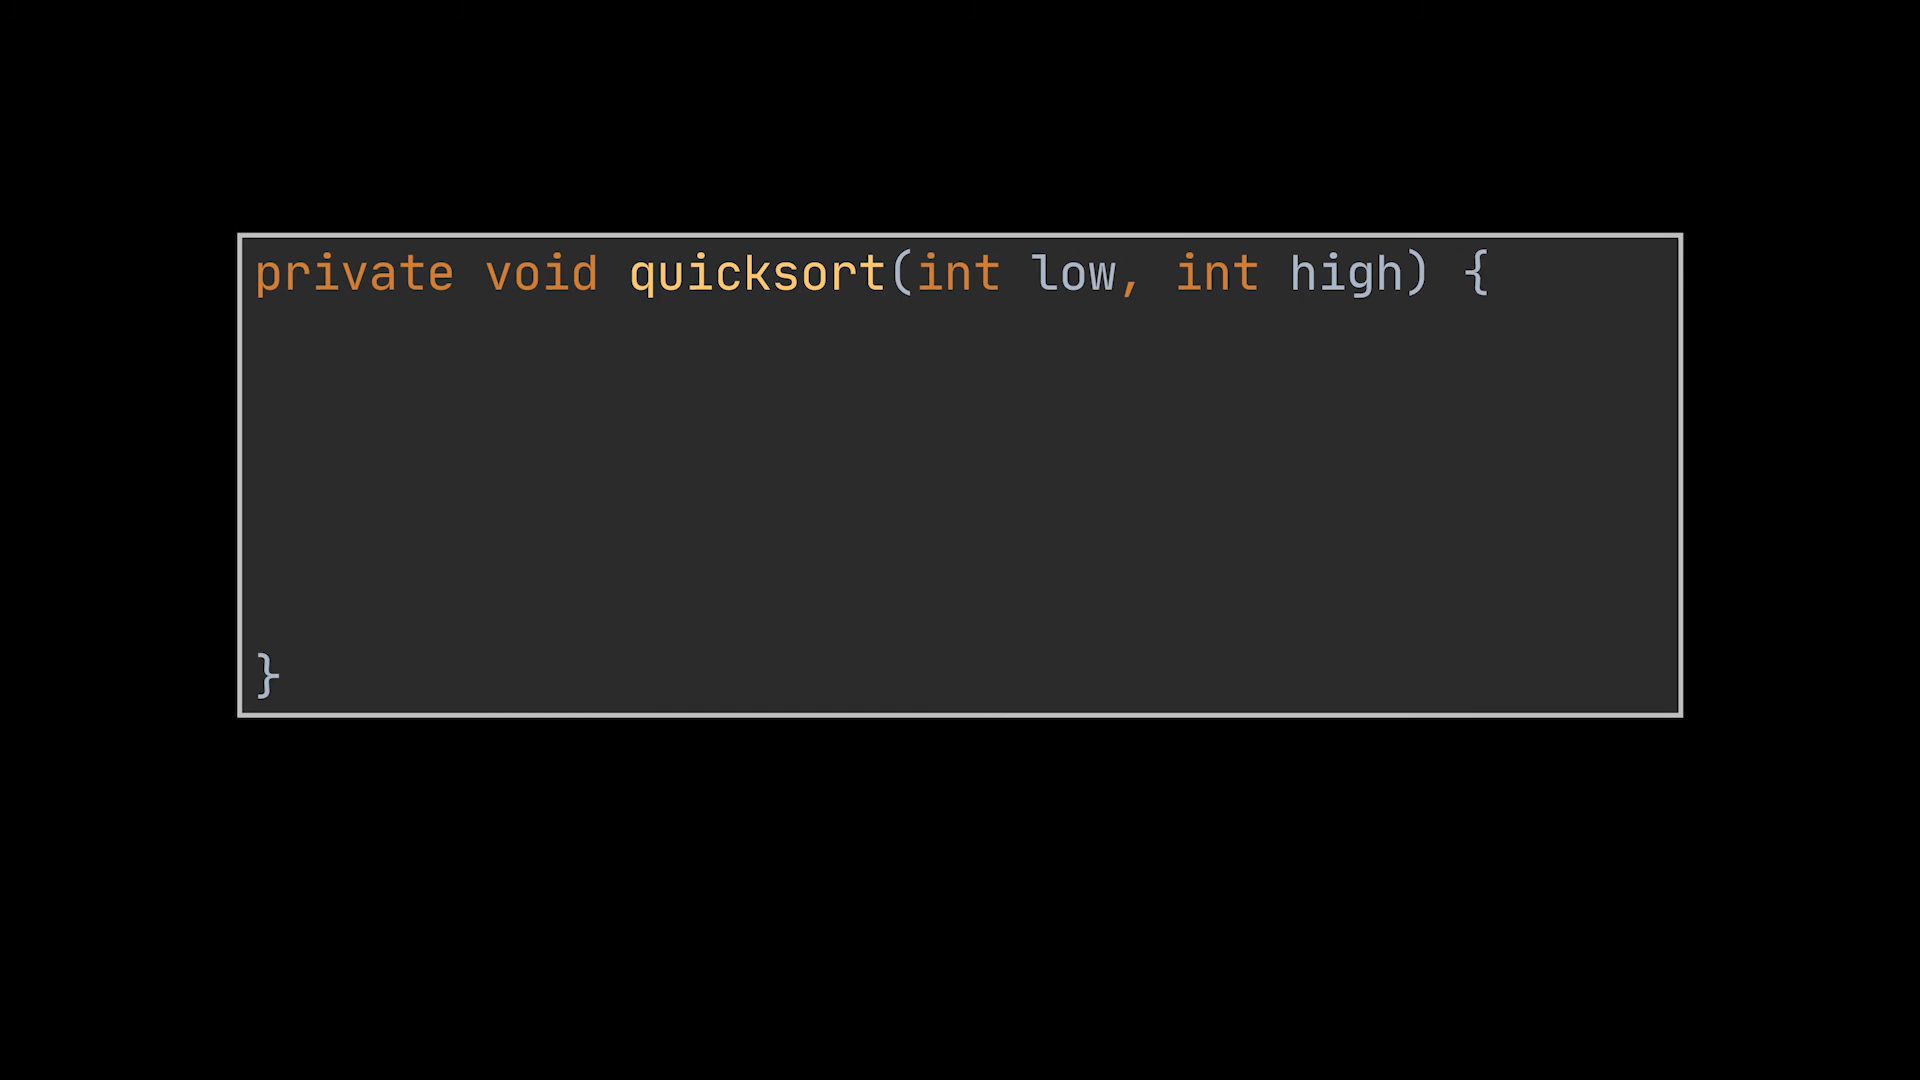 private void quicksort(int low, int high) {
}